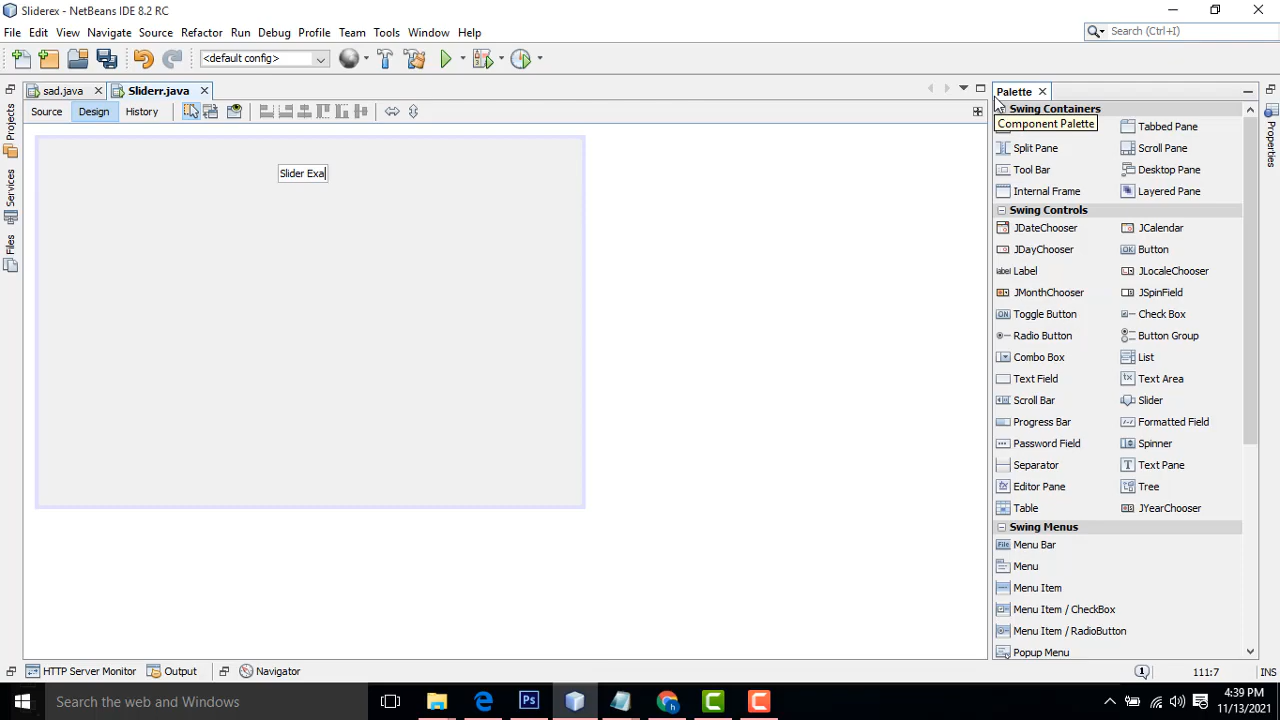 Sliderex - NetBeans IDE 8.2 RC
File Edit View Navigate Source Refactor Run Debug Profile Team Tools Window Help
Search (Ctrl+I)
<default config>
sad.java
Sliderr.java
Palette
Source Design History
Swing Containers
Component Palette
Tabbed Pane
Split Pane
Scroll Pane
Tool Bar
Desktop Pane
Internal Frame
Layered Pane
Swing Controls
JDateChooser
JCalendar
JDayChooser
OK Button
label Label
JLocaleChooser
JMonthChooser
JSpinField
ON Toggle Button
Check Box
Radio Button
Button Group
Combo Box
List
Text Field
Text Area
Scroll Bar
Slider
Progress Bar
Formatted Field
Password Field
Spinner
Separator
T Text Pane
Editor Pane
Tree
Table
JYearChooser
Swing Menus
File Menu Bar
Menu
Menu Item
Menu Item / CheckBox
Menu Item / RadioButton
Popup Menu
Slider Exa
Projects
Services
Files
Properties
HTTP Server Monitor
Output
Navigator
1
111:7
INS
Search the web and Windows
Ps
4:39 PM
11/13/2021